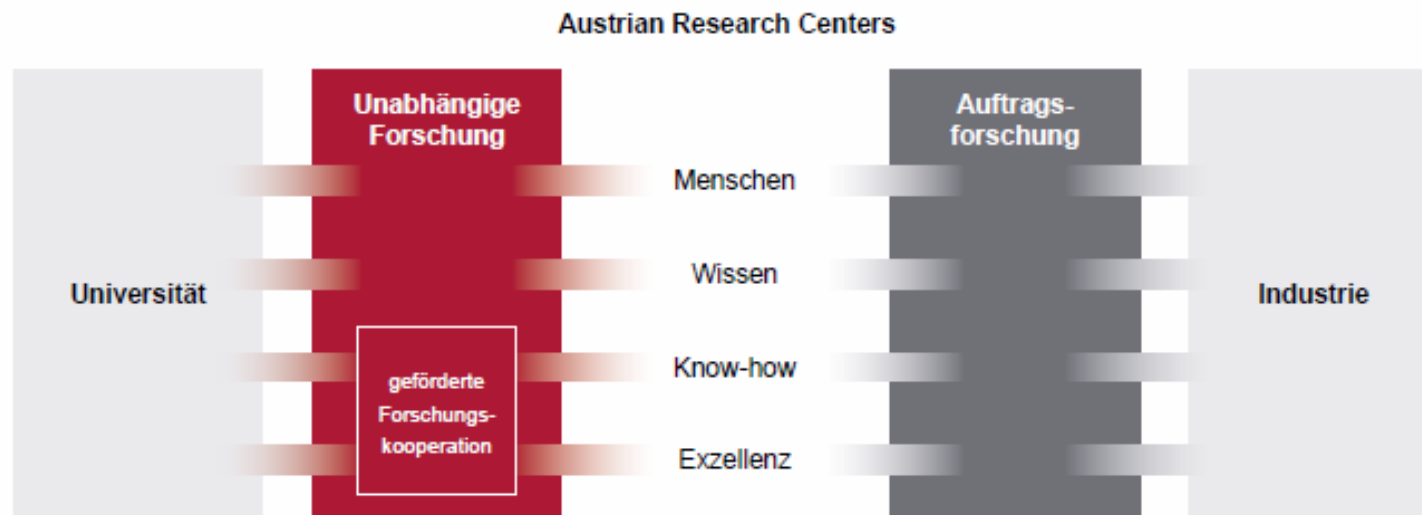 Austrian Research Centers
Unabhängige
Forschung
Auftrags-
forschung
Menschen
Wissen
Universität
Industrie
Know-how
geförderte
Forschungs-
kooperation
Exzellenz